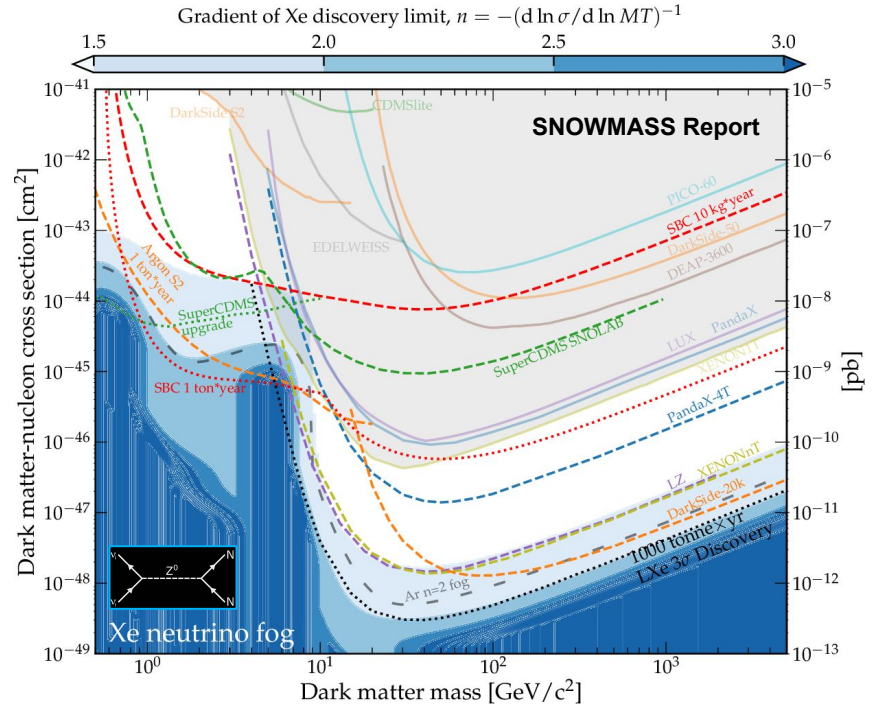 Gradient of Xe discovery limit, n = −(d ln σ/d ln MT)⁻¹
1.5 2.0 2.5 3.0
10⁻⁴¹ 10⁻⁵
DarkSide-S2 CDMSlite
SNOWMASS Report
10⁻⁴² 10⁻⁶
PICO-60
SBC 10 kg*year
10⁻⁴³ 10⁻⁷
EDELWEISS
DarkSide-50
DEAP-3600
Argon S2
1 ton*year
10⁻⁴⁴ 10⁻⁸
SuperCDMS
upgrade
SuperCDMS SNOLAB
LUX PandaX
XENON1T
10⁻⁴⁵ 10⁻⁹
SBC 1 ton*year
PandaX-4T
10⁻⁴⁶ 10⁻¹⁰
LZ XENONnT
10⁻⁴⁷ 10⁻¹¹
DarkSide-20k
1000 tonne×yr
LXe 3σ Discovery
10⁻⁴⁸ 10⁻¹²
Ar n=2 fog
Z⁰
ν N
ν N
Xe neutrino fog
10⁻⁴⁹ 10⁻¹³
10⁰ 10¹ 10² 10³
Dark matter mass [GeV/c²]
Dark matter-nucleon cross section [cm²]
[pb]